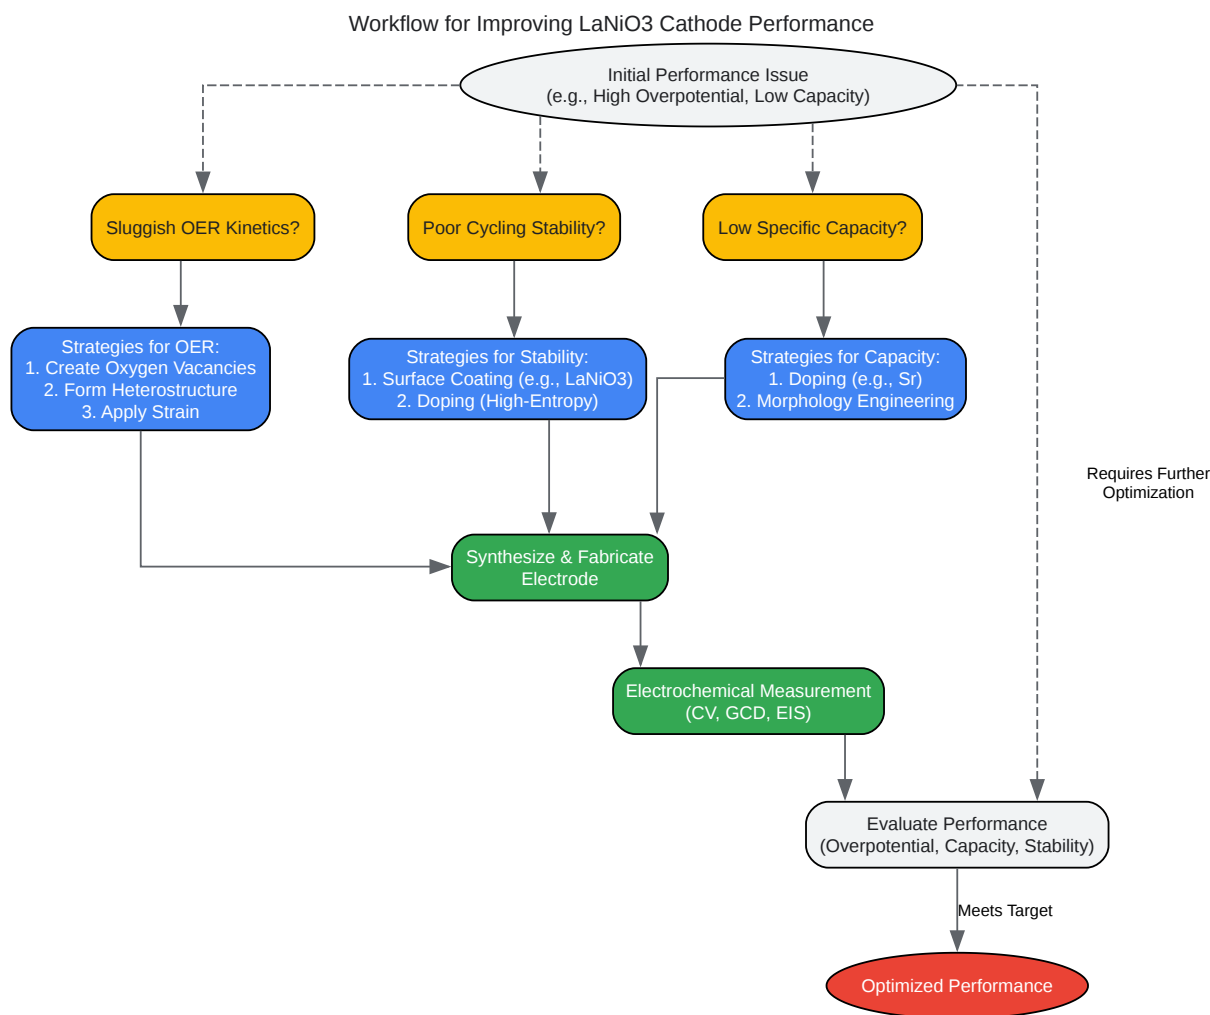 Workflow for Improving LaNiO3 Cathode Performance
Initial Performance Issue
(e.g., High Overpotential, Low Capacity)
Sluggish OER Kinetics?
Poor Cycling Stability?
Low Specific Capacity?
Strategies for OER:
1. Create Oxygen Vacancies
2. Form Heterostructure
3. Apply Strain
Strategies for Stability:
1. Surface Coating (e.g., LaNiO3)
2. Doping (High-Entropy)
Strategies for Capacity:
1. Doping (e.g., Sr)
2. Morphology Engineering
Requires Further
Optimization
Synthesize & Fabricate
Electrode
Electrochemical Measurement
(CV, GCD, EIS)
Evaluate Performance
(Overpotential, Capacity, Stability)
Meets Target
Optimized Performance